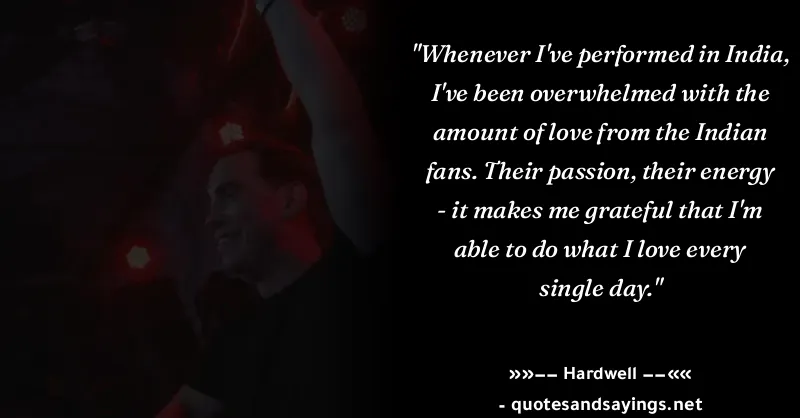 "Whenever I've performed in India,
I've been overwhelmed with the
amount of love from the Indian
fans. Their passion, their energy
- it makes me grateful that I'm
able to do what I love every
single day."
»»−− Hardwell −−««
- quotesandsayings.net